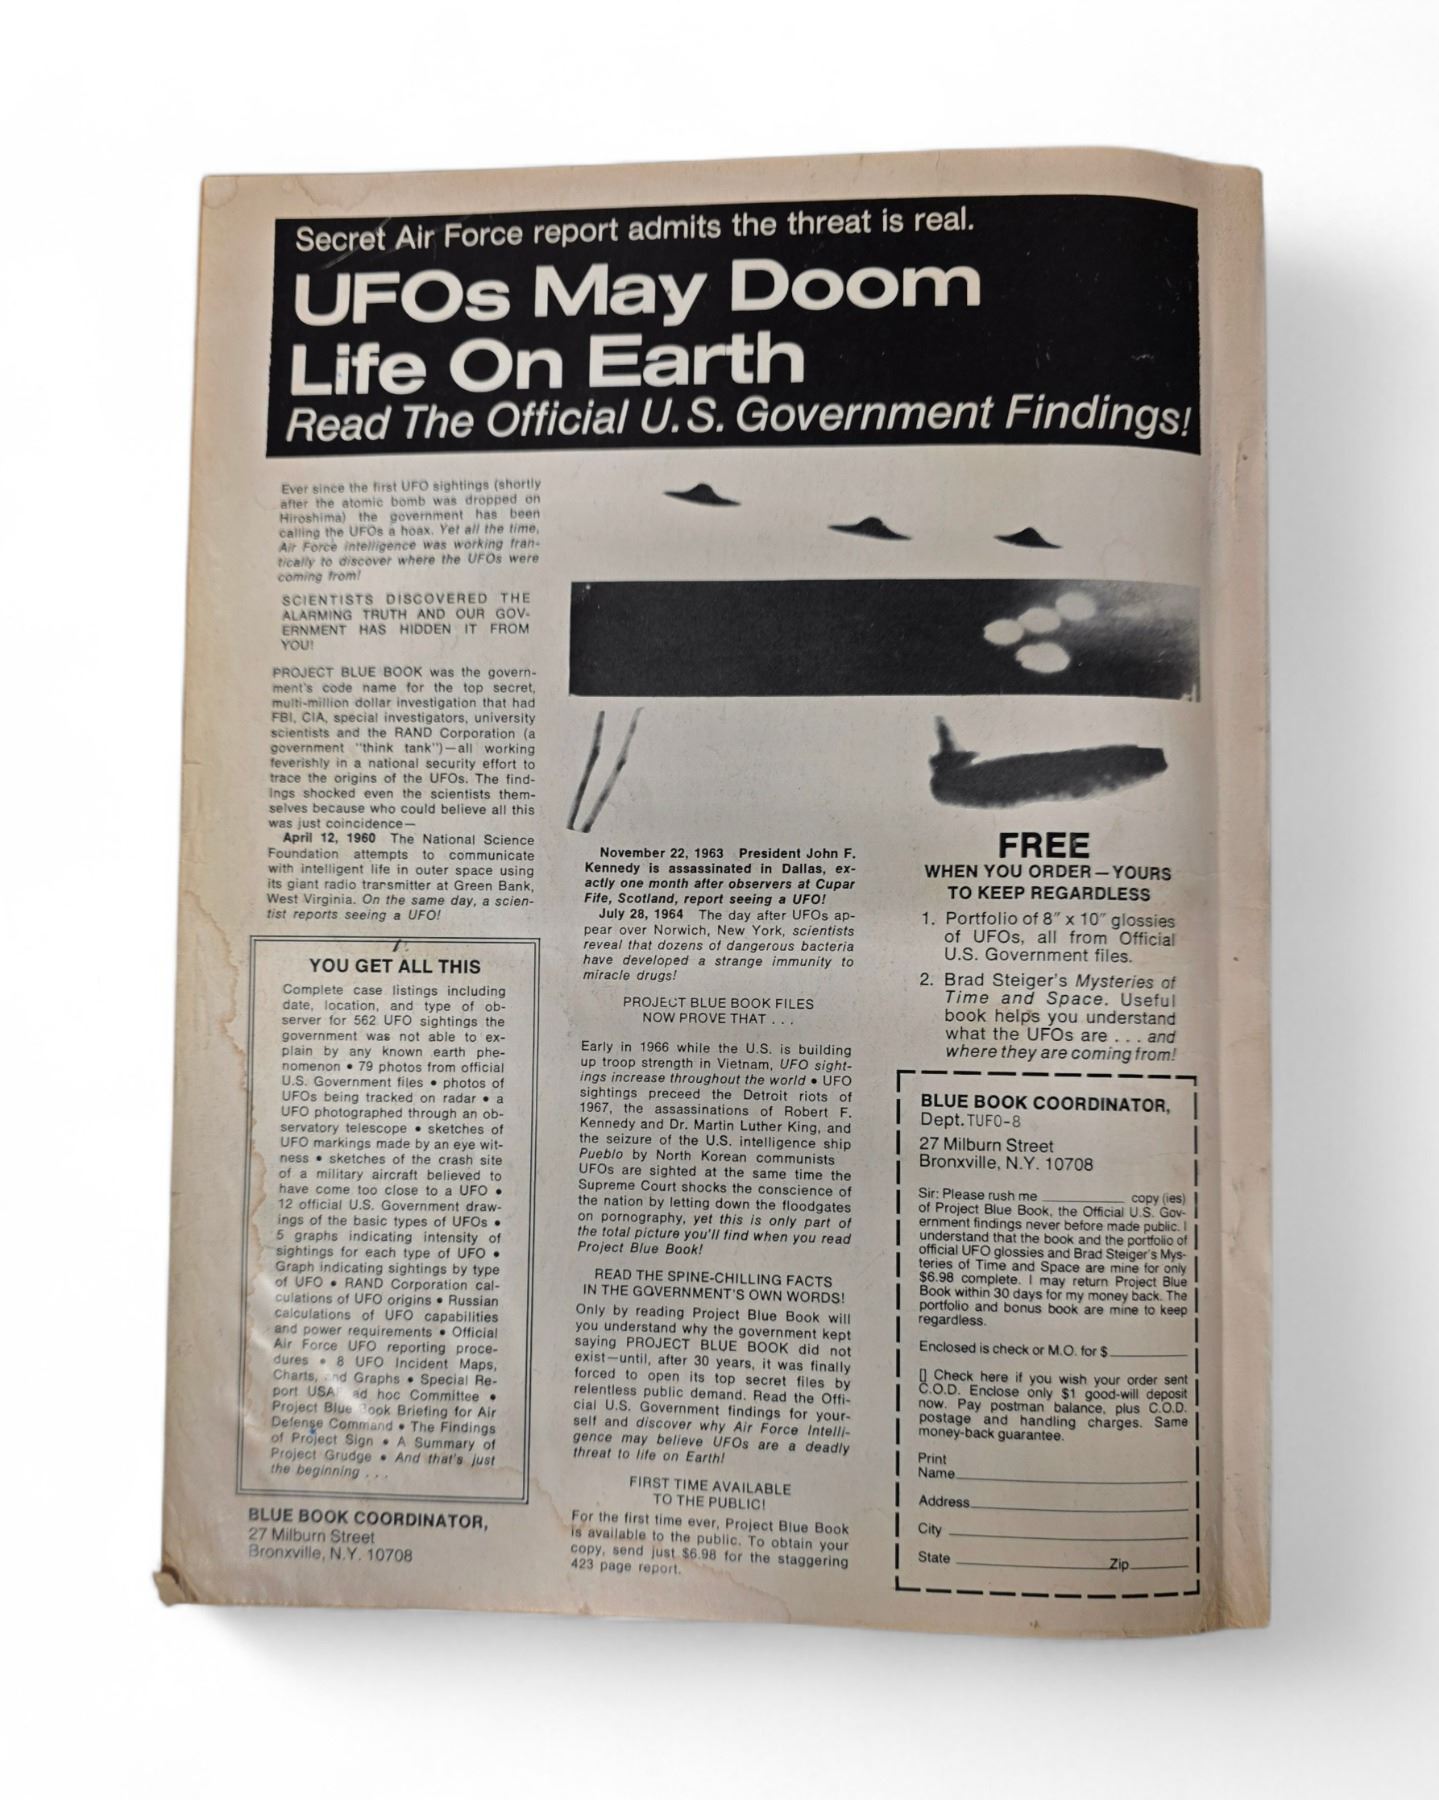 Secret Air Force report admits the threat is real.
UFOs May Doom
Life On Earth
Read The Official U.S. Government Findings!
Ever since the first UFO sightings (shortly
after the atomic bomb was dropped on
Hiroshima) the government has been
calling the UFOs a hoax. Yet all the time,
Air Force intelligence was working fran-
tically to discover where the UFOs were
coming from!
SCIENTISTS DISCOVERED THE
ALARMING TRUTH AND OUR GOV-
ERNMENT HAS HIDDEN IT FROM
YOU!
PROJECT BLUE BOOK was the govern-
ment's code name for the top secret,
multi-million dollar investigation that had
FBI, CIA, special investigators, university
scientists and the RAND Corporation (a
government "think tank")—all working
feverishly in a national security effort to
trace the origins of the UFOs. The find-
ings shocked even the scientists them-
selves because who could believe all this
was just coincidence—
April 12, 1960 The National Science
Foundation attempts to communicate
with intelligent life in outer space using
its giant radio transmitter at Green Bank,
West Virginia. On the same day, a scien-
tist reports seeing a UFO!
YOU GET ALL THIS
Complete case listings including
date, location, and type of ob-
server for 562 UFO sightings the
government was not able to ex-
plain by any known earth phe-
nomenon • 79 photos from official
U.S. Government files • photos of
UFOs being tracked on radar • a
UFO photographed through an ob-
servatory telescope • sketches of
UFO markings made by an eye wit-
ness • sketches of the crash site
of a military aircraft believed to
have come too close to a UFO •
12 official U.S. Government draw-
ings of the basic types of UFOs •
5 graphs indicating intensity of
sightings for each type of UFO •
Graph indicating sightings by type
of UFO • RAND Corporation cal-
culations of UFO origins • Russian
calculations of UFO capabilities
and power requirements • Official
Air Force UFO reporting proce-
dures • 8 UFO Incident Maps,
Charts, and Graphs • Special Re-
port USAF ad hoc Committee •
Project Blue Book Briefing for Air
Defense Command • The Findings
of Project Sign • A Summary of
Project Grudge • And that's just
the beginning . . .
BLUE BOOK COORDINATOR,
27 Milburn Street
Bronxville, N.Y. 10708
November 22, 1963 President John F.
Kennedy is assassinated in Dallas, ex-
actly one month after observers at Cupar
Fife, Scotland, report seeing a UFO!
July 28, 1964 The day after UFOs ap-
pear over Norwich, New York, scientists
reveal that dozens of dangerous bacteria
have developed a strange immunity to
miracle drugs!
PROJECT BLUE BOOK FILES
NOW PROVE THAT . . .
Early in 1966 while the U.S. is building
up troop strength in Vietnam, UFO sight-
ings increase throughout the world • UFO
sightings preceed the Detroit riots of
1967, the assassinations of Robert F.
Kennedy and Dr. Martin Luther King, and
the seizure of the U.S. intelligence ship
Pueblo by North Korean communists
UFOs are sighted at the same time the
Supreme Court shocks the conscience of
the nation by letting down the floodgates
on pornography, yet this is only part of
the total picture you'll find when you read
Project Blue Book!
READ THE SPINE-CHILLING FACTS
IN THE GOVERNMENT'S OWN WORDS!
Only by reading Project Blue Book will
you understand why the government kept
saying PROJECT BLUE BOOK did not
exist—until, after 30 years, it was finally
forced to open its top secret files by
relentless public demand. Read the Offi-
cial U.S. Government findings for your-
self and discover why Air Force Intelli-
gence may believe UFOs are a deadly
threat to life on Earth!
FIRST TIME AVAILABLE
TO THE PUBLIC!
For the first time ever, Project Blue Book
is available to the public. To obtain your
copy, send just $6.98 for the staggering
423 page report.
FREE
WHEN YOU ORDER—YOURS
TO KEEP REGARDLESS
1. Portfolio of 8" x 10" glossies
of UFOs, all from Official
U.S. Government files.
2. Brad Steiger's Mysteries of
Time and Space. Useful
book helps you understand
what the UFOs are . . . and
where they are coming from!
BLUE BOOK COORDINATOR,
Dept. TUFO-8
27 Milburn Street
Bronxville, N.Y. 10708
Sir: Please rush me ________ copy (ies)
of Project Blue Book, the Official U.S. Gov-
ernment findings never before made public. I
understand that the book and the portfolio of
official UFO glossies and Brad Steiger's Mys-
teries of Time and Space are mine for only
$6.98 complete. I may return Project Blue
Book within 30 days for my money back. The
portfolio and bonus book are mine to keep
regardless.
Enclosed is check or M.O. for $________
[] Check here if you wish your order sent
C.O.D. Enclose only $1 good-will deposit
now. Pay postman balance, plus C.O.D.
postage and handling charges. Same
money-back guarantee.
Print
Name________
Address________
City ________
State ________ Zip________